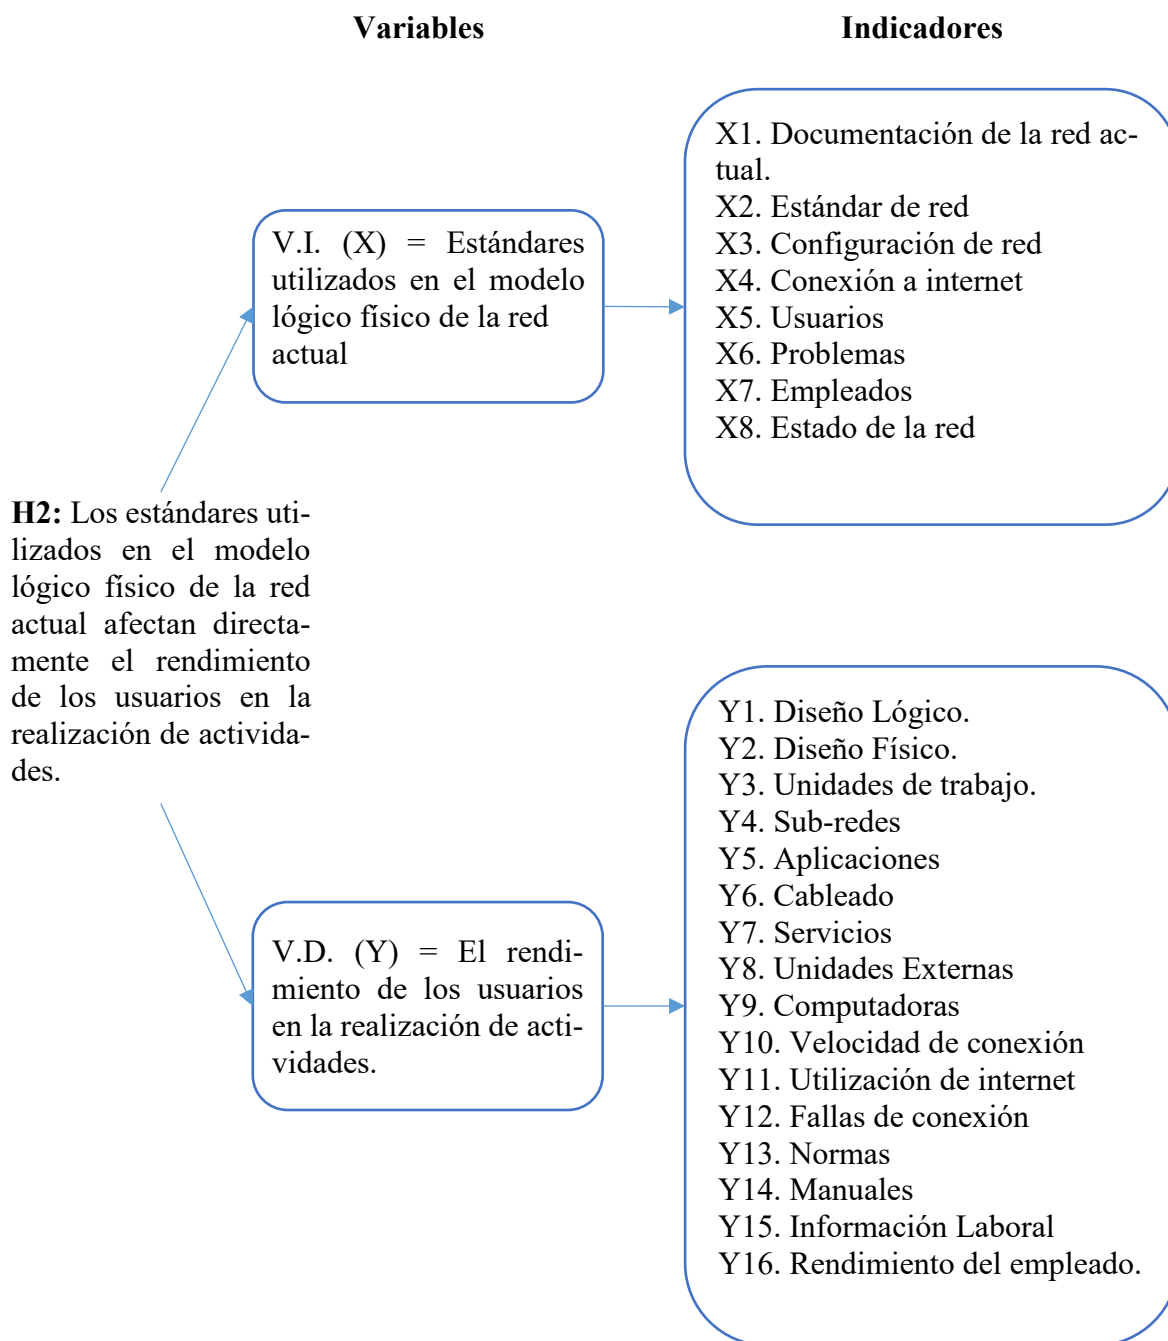 Variables
Indicadores
X1. Documentación de la red ac-
tual.
X2. Estándar de red
X3. Configuración de red
X4. Conexión a internet
X5. Usuarios
X6. Problemas
X7. Empleados
X8. Estado de la red
V.I. (X) = Estándares
utilizados en el modelo
lógico físico de la red
actual
H2: Los estándares uti-
lizados en el modelo
lógico físico de la red
actual afectan directa-
mente el rendimiento
de los usuarios en la
realización de activida-
des.
V.D. (Y) = El rendi-
miento de los usuarios
en la realización de acti-
vidades.
Y1. Diseño Lógico.
Y2. Diseño Físico.
Y3. Unidades de trabajo.
Y4. Sub-redes
Y5. Aplicaciones
Y6. Cableado
Y7. Servicios
Y8. Unidades Externas
Y9. Computadoras
Y10. Velocidad de conexión
Y11. Utilización de internet
Y12. Fallas de conexión
Y13. Normas
Y14. Manuales
Y15. Información Laboral
Y16. Rendimiento del empleado.